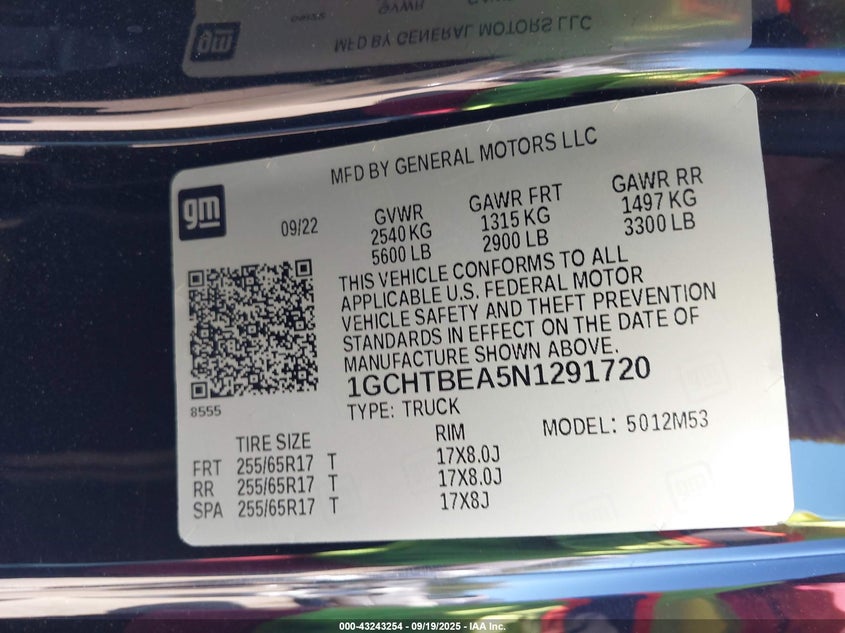 MFD BY GENERAL MOTORS LLC
gm
MFD BY GENERAL MOTORS LLC
gm
09/22
GVWR
2540 KG
5600 LB
GAWR FRT
1315 KG
2900 LB
GAWR RR
1497 KG
3300 LB
THIS VEHICLE CONFORMS TO ALL
APPLICABLE U.S. FEDERAL MOTOR
VEHICLE SAFETY AND THEFT PREVENTION
STANDARDS IN EFFECT ON THE DATE OF
MANUFACTURE SHOWN ABOVE.
1GCHTBEA5N1291720
8555
TYPE: TRUCK
MODEL: 5012M53
TIRE SIZE RIM
FRT 255/65R17 T 17X8.0J
RR 255/65R17 T 17X8.0J
SPA 255/65R17 T 17X8J
000-43243254 - 09/19/2025 - IAA Inc.